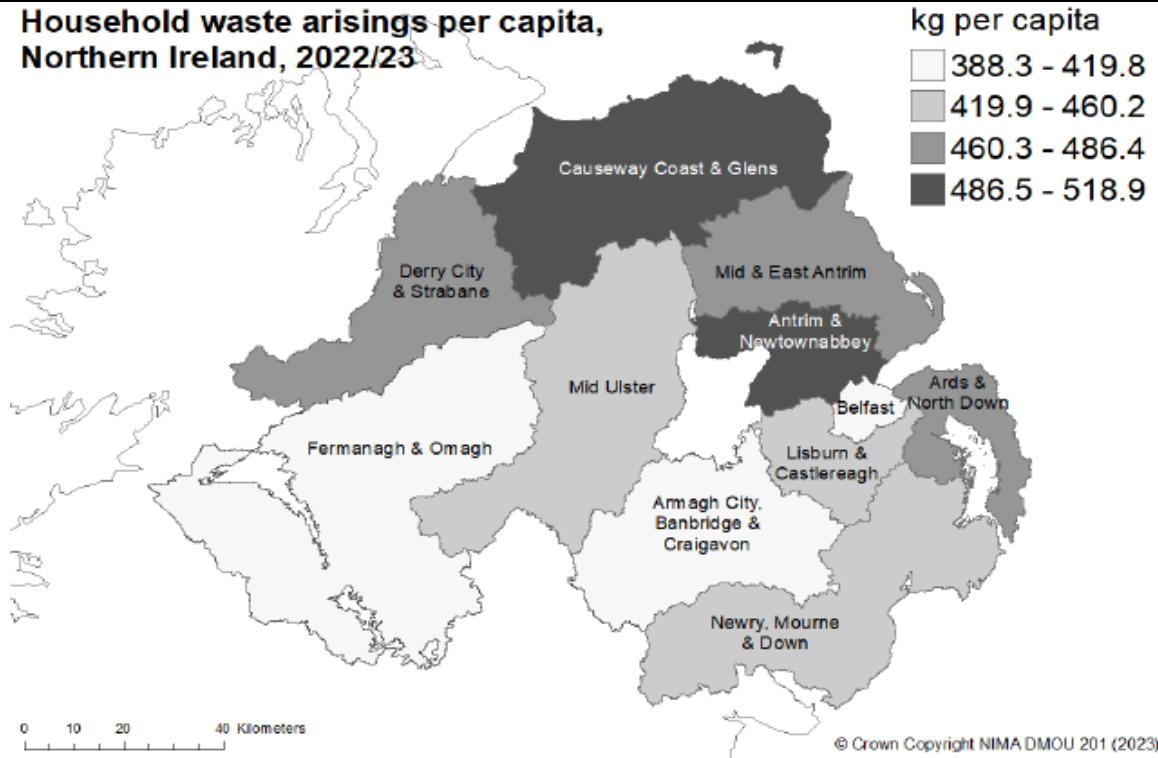 Household waste arisings per capita,
Northern Ireland, 2022/23
kg per capita
388.3 - 419.8
419.9 - 460.2
460.3 - 486.4
486.5 - 518.9
Causeway Coast & Glens
Derry City
& Strabane
Mid & East Antrim
Antrim &
Newtownabbey
Mid Ulster
Belfast
Ards &
North Down
Fermanagh & Omagh
Lisburn &
Castlereagh
Armagh City,
Banbridge &
Craigavon
Newry, Mourne
& Down
0 10 20 40 Kilometers
© Crown Copyright NIMA DMOU 201 (2023)